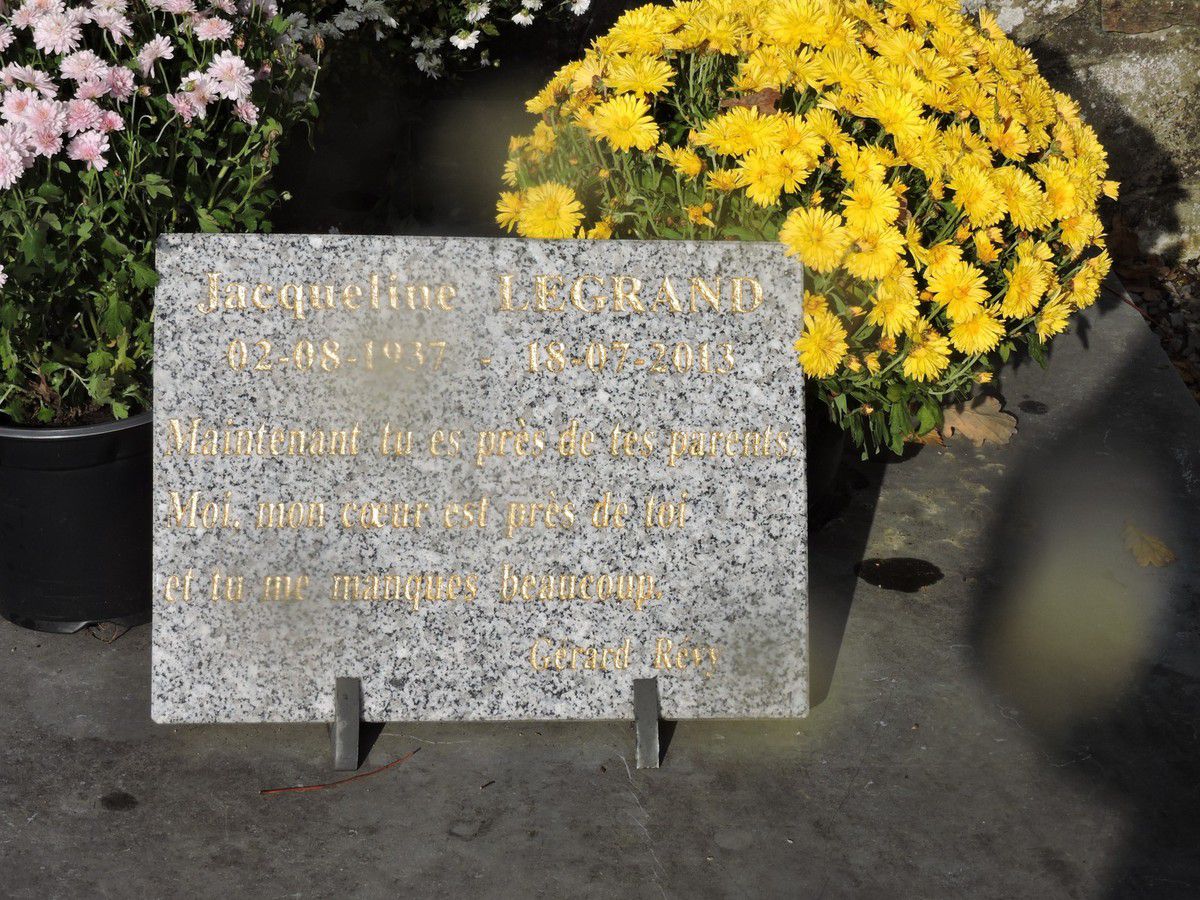 Jacqueline LEGRAND
02-08-1937 - 18-07-2013
Maintenant tu es près de tes parents.
Moi, mon cœur est près de toi
et tu me manques beaucoup.
Gérard Révy